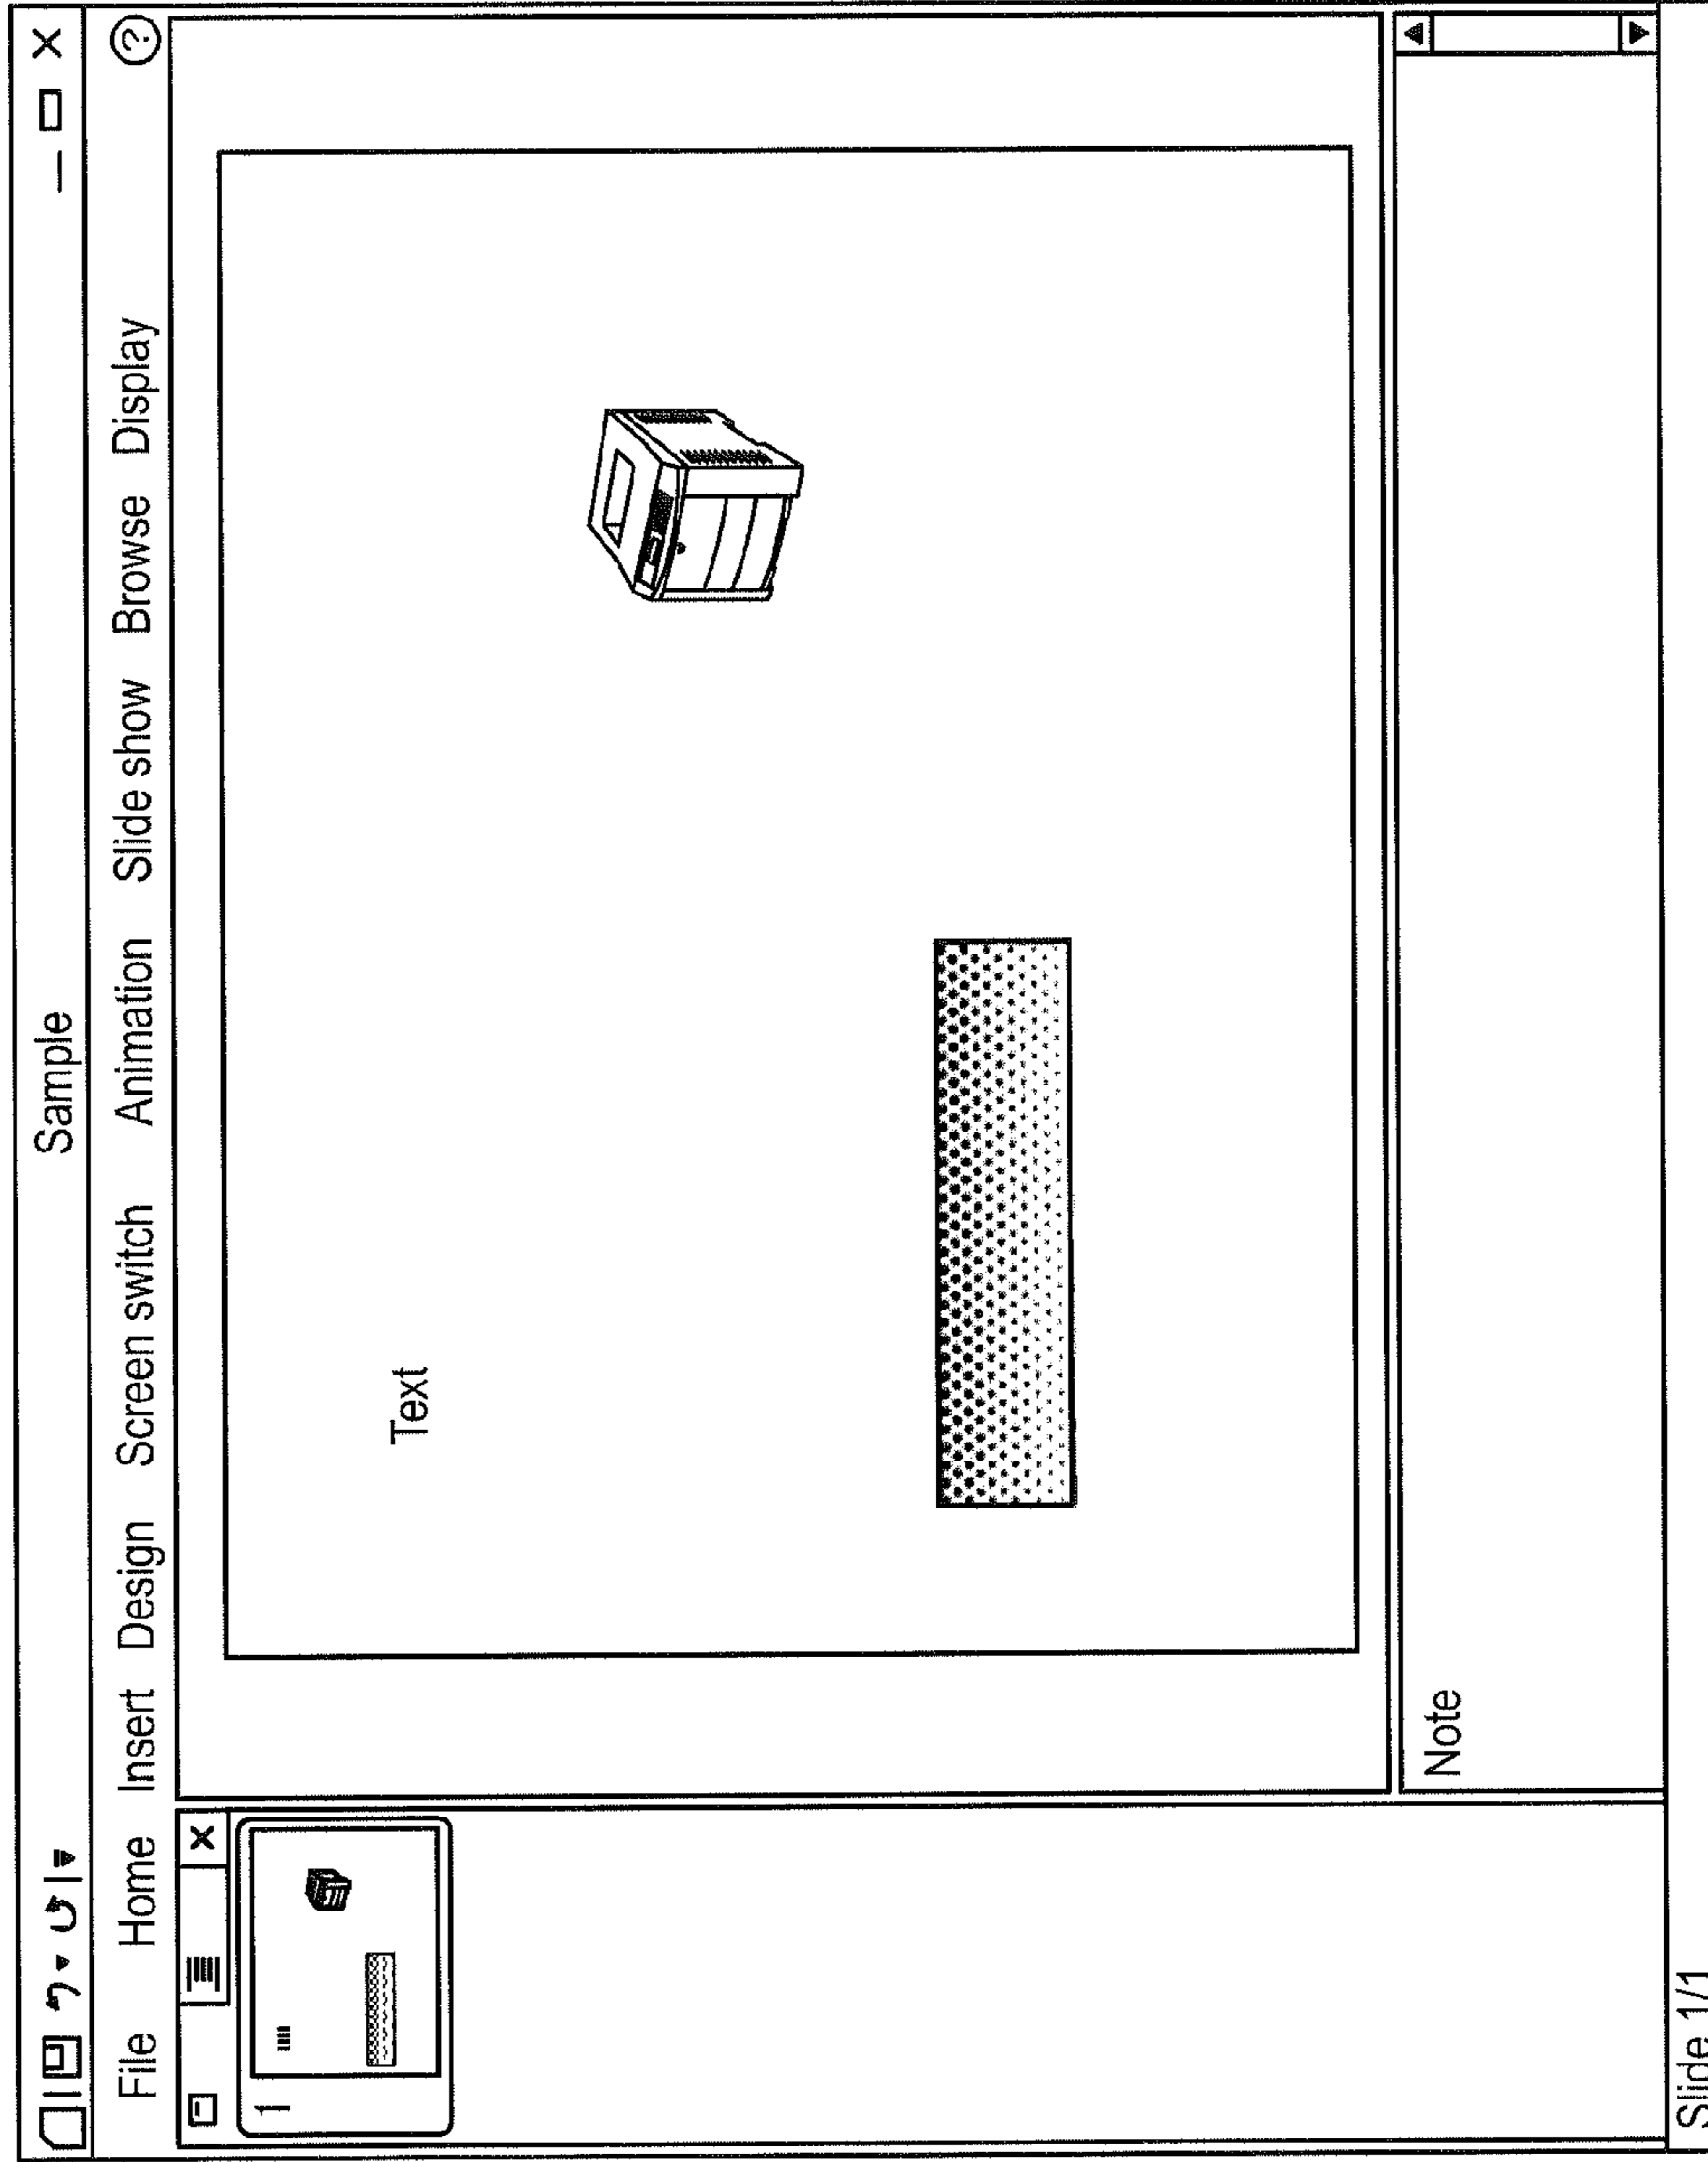 Sample
File Home Insert Design Screen switch Animation Slide show Browse Display ?
1
Text
Note
Slide 1/1